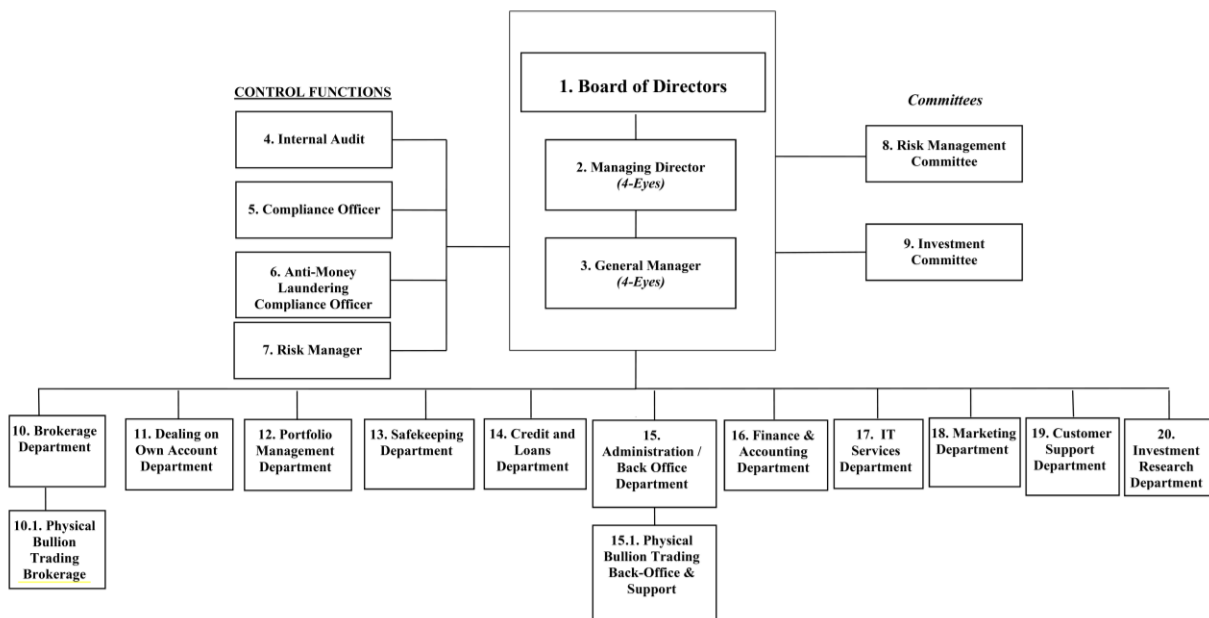 1. Board of Directors
CONTROL FUNCTIONS
Committees
4. Internal Audit
8. Risk Management
Committee
2. Managing Director
(4-Eyes)
5. Compliance Officer
9. Investment
Committee
3. General Manager
(4-Eyes)
6. Anti-Money
Laundering
Compliance Officer
7. Risk Manager
10. Brokerage
Department
11. Dealing on
Own Account
Department
12. Portfolio
Management
Department
13. Safekeeping
Department
14. Credit and
Loans
Department
15.
Administration /
Back Office
Department
16. Finance &
Accounting
Department
17. IT
Services
Department
18. Marketing
Department
19. Customer
Support
Department
20.
Investment
Research
Department
10.1. Physical
Bullion
Trading
Brokerage
15.1. Physical
Bullion Trading
Back-Office &
Support